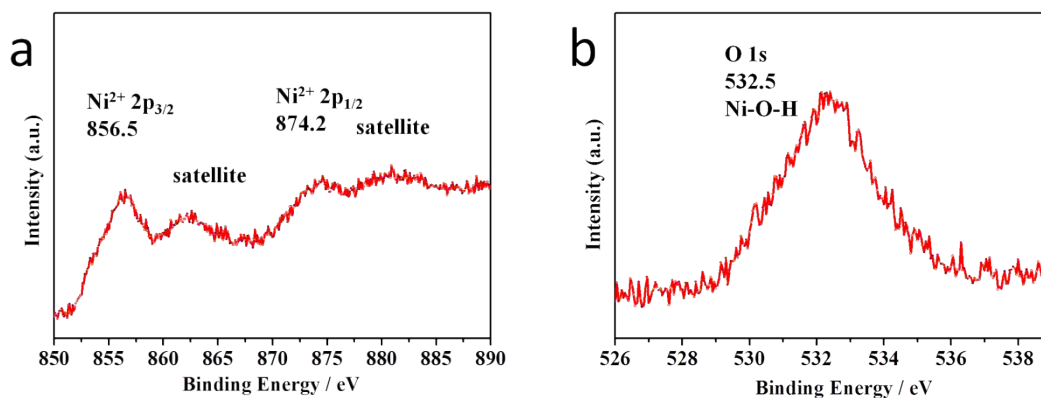 a
Ni²⁺ 2p₃/₂
856.5
satellite
Ni²⁺ 2p₁/₂
874.2
satellite
Intensity (a.u.)
850 855 860 865 870 875 880 885 890
Binding Energy / eV
b
O 1s
532.5
Ni-O-H
Intensity (a.u.)
526 528 530 532 534 536 538
Binding Energy / eV